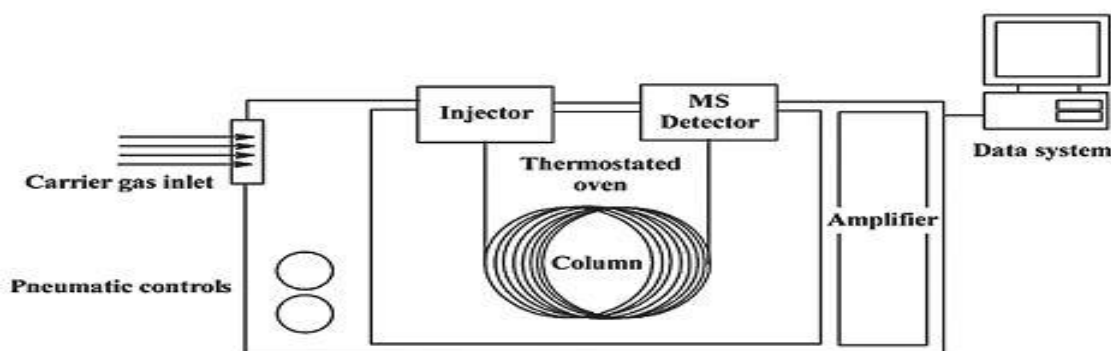 Injector
MS
Detector
Data system
Carrier gas inlet
Thermostated
oven
Amplifier
Column
Pneumatic controls